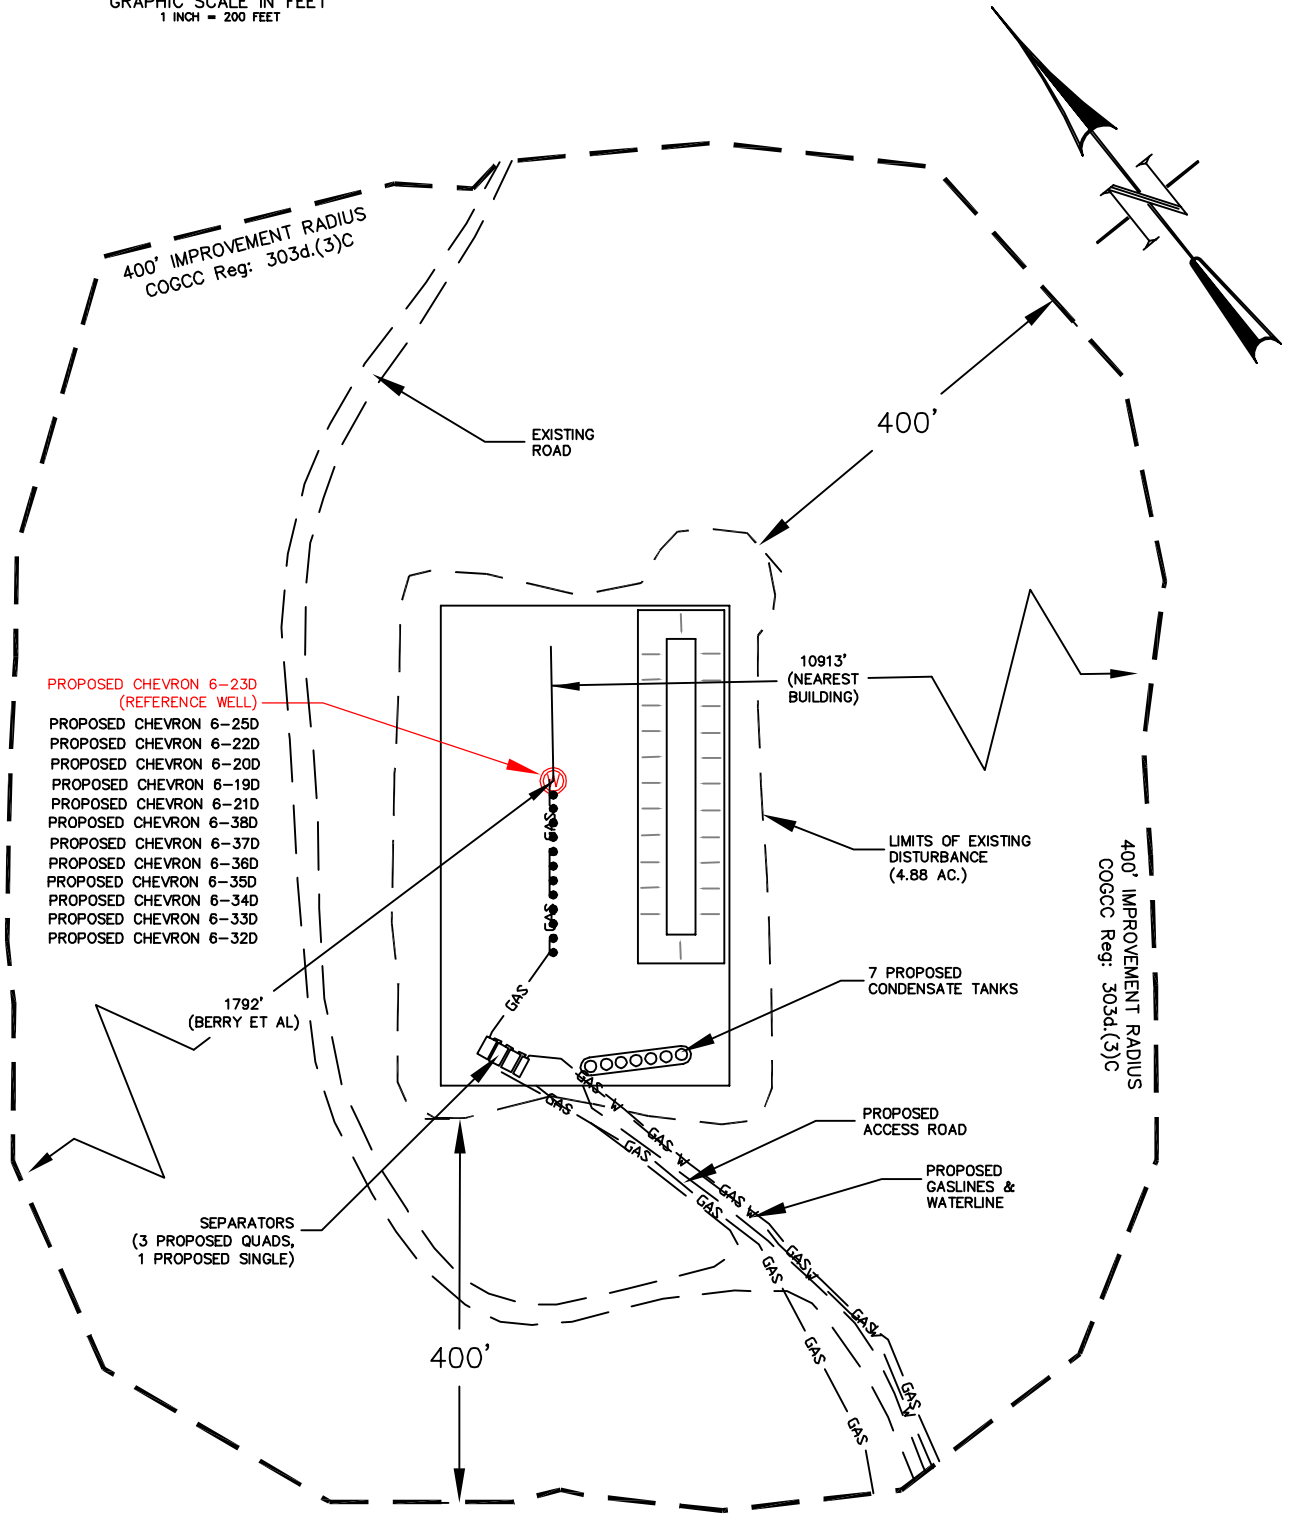 GRAPHIC SCALE IN FEET
1 INCH = 200 FEET
400' IMPROVEMENT RADIUS
COGCC Reg: 303d.(3)C
EXISTING
ROAD
400'
10913'
(NEAREST
BUILDING)
PROPOSED CHEVRON 6-23D
(REFERENCE WELL)
PROPOSED CHEVRON 6-25D
PROPOSED CHEVRON 6-22D
PROPOSED CHEVRON 6-20D
PROPOSED CHEVRON 6-19D
PROPOSED CHEVRON 6-21D
PROPOSED CHEVRON 6-38D
PROPOSED CHEVRON 6-37D
PROPOSED CHEVRON 6-36D
PROPOSED CHEVRON 6-35D
PROPOSED CHEVRON 6-34D
PROPOSED CHEVRON 6-33D
PROPOSED CHEVRON 6-32D
W
GAS
GAS
GAS
LIMITS OF EXISTING
DISTURBANCE
(4.88 AC.)
400' IMPROVEMENT RADIUS
COGCC Reg: 303d.(3)C
7 PROPOSED
CONDENSATE TANKS
1792'
(BERRY ET AL)
GAS W
GAS
PROPOSED
ACCESS ROAD
GAS W
GAS
PROPOSED
GASLINES &
WATERLINE
GAS W
GAS
SEPARATORS
(3 PROPOSED QUADS,
1 PROPOSED SINGLE)
GAS W
GAS
GAS W
GAS
400'
GAS W
GAS